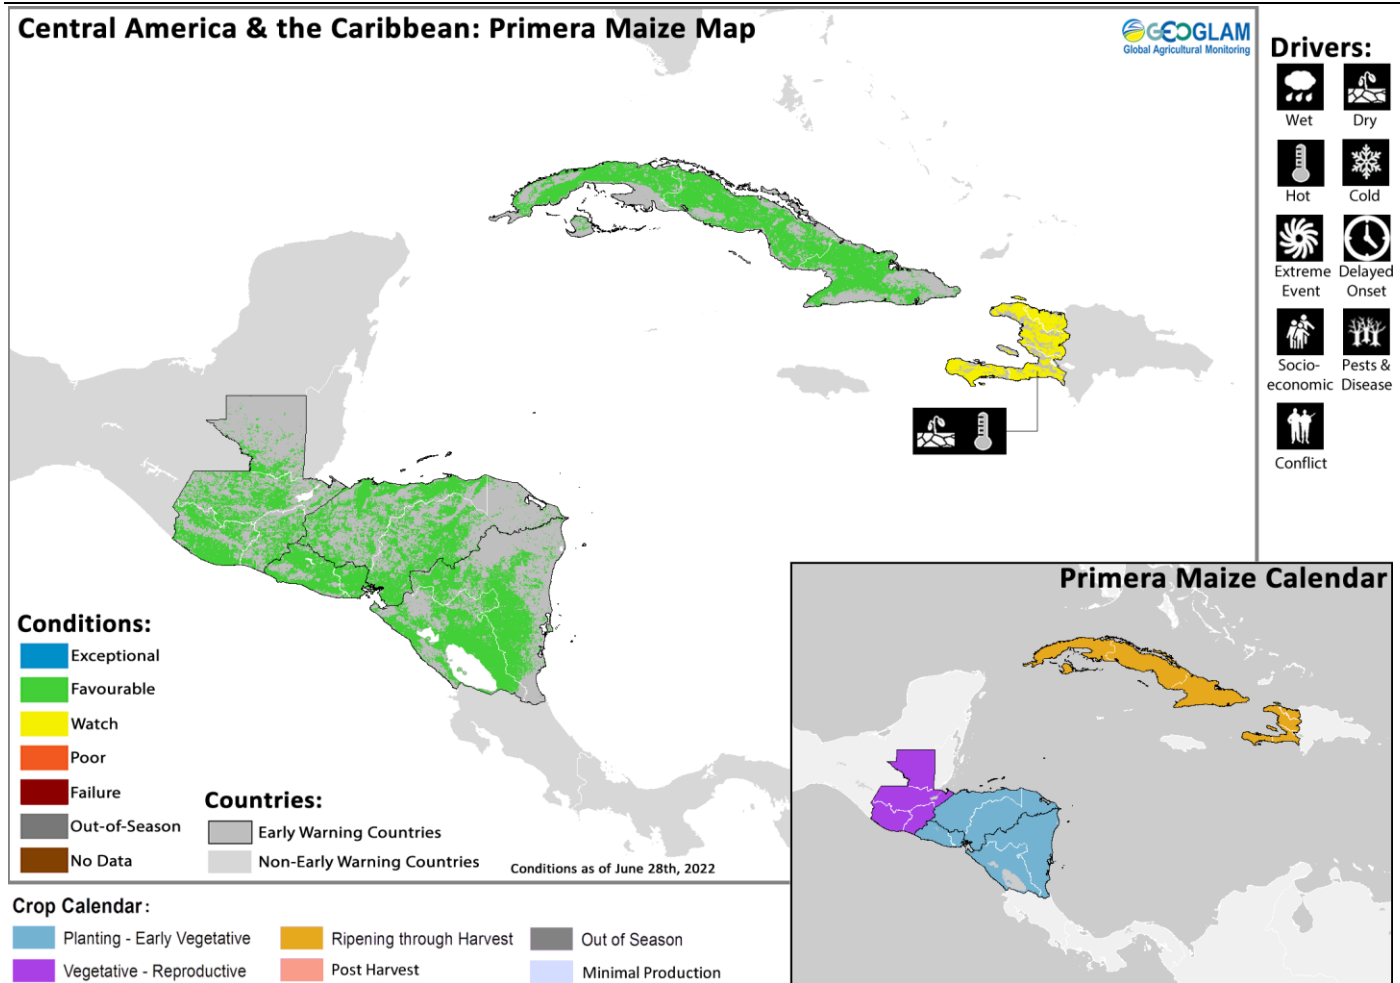 Central America & the Caribbean: Primera Maize Map
GEOGLAM
Global Agricultural Monitoring
Drivers:
Wet
Dry
Hot
Cold
Extreme
Event
Delayed
Onset
Socio-
economic
Pests &
Disease
Conflict
Conditions:
Exceptional
Favourable
Watch
Poor
Failure
Out-of-Season
No Data
Countries:
Early Warning Countries
Non-Early Warning Countries
Conditions as of June 28th, 2022
Primera Maize Calendar
Crop Calendar:
Planting - Early Vegetative
Ripening through Harvest
Out of Season
Vegetative - Reproductive
Post Harvest
Minimal Production